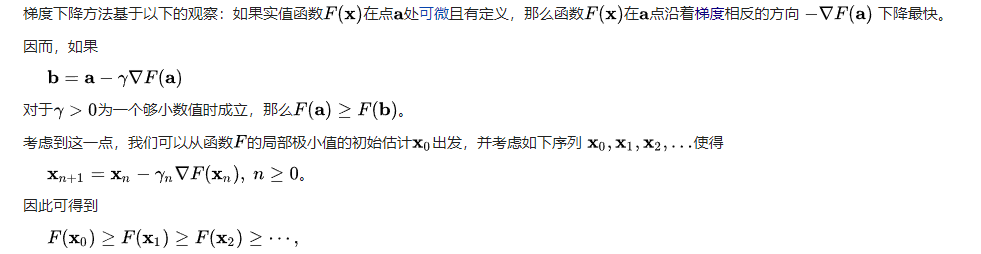 梯度下降方法基于以下的观察：如果实值函数F(x)在点a处可微且有定义，那么函数F(x)在a点沿着梯度相反的方向 −∇F(a) 下降最快。
因而，如果
b = a − γ∇F(a)
对于γ > 0为一个够小数值时成立，那么F(a) ≥ F(b)。
考虑到这一点，我们可以从函数F的局部极小值的初始估计x₀出发，并考虑如下序列 x₀, x₁, x₂, …使得
xₙ₊₁ = xₙ − γₙ∇F(xₙ), n ≥ 0。
因此可得到
F(x₀) ≥ F(x₁) ≥ F(x₂) ≥ ⋯,